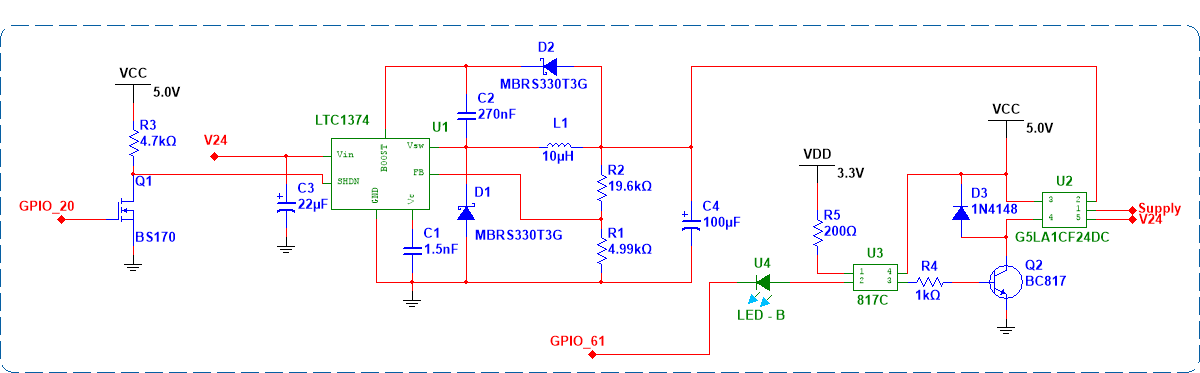 D2
MBRS330T3G
VCC
5.0V
R3
4.7kΩ
V24
LTC1374
U1
C2
270nF
L1
10µH
Vin
BOOST
Vsw
SHDN
FB
GND
Vc
Q1
GPIO_20
BS170
C3
22µF
D1
MBRS330T3G
C1
1.5nF
R2
19.6kΩ
R1
4.99kΩ
C4
100µF
VCC
5.0V
VDD
3.3V
R5
200Ω
D3
1N4148
U2
3
2
1
4
5
G5LA1CF24DC
Supply
V24
U3
1
4
2
3
817C
R4
1kΩ
Q2
BC817
U4
LED - B
GPIO_61